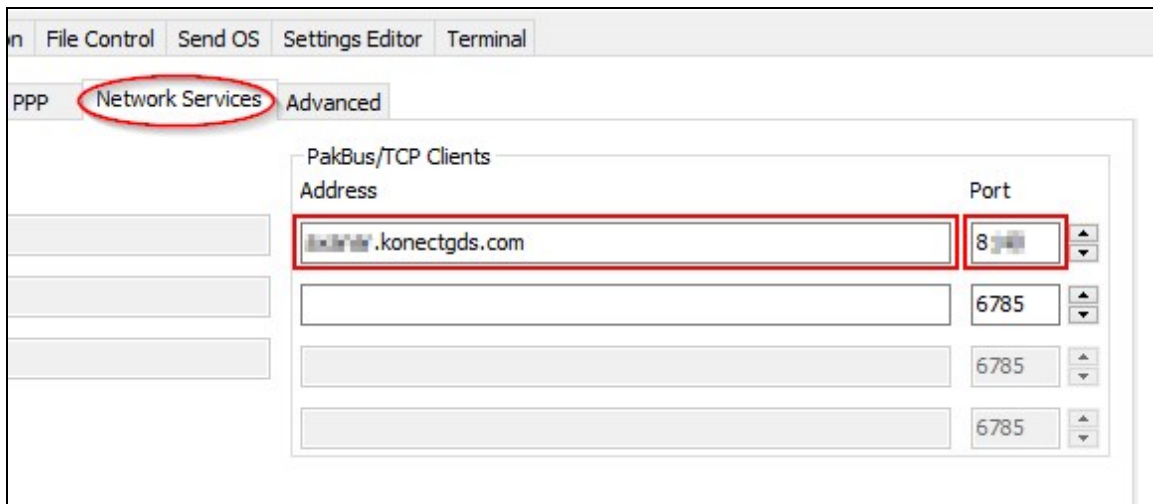 File Control Send OS Settings Editor Terminal
PPP Network Services Advanced
PakBus/TCP Clients
Address Port
.konectgds.com 8
6785
6785
6785